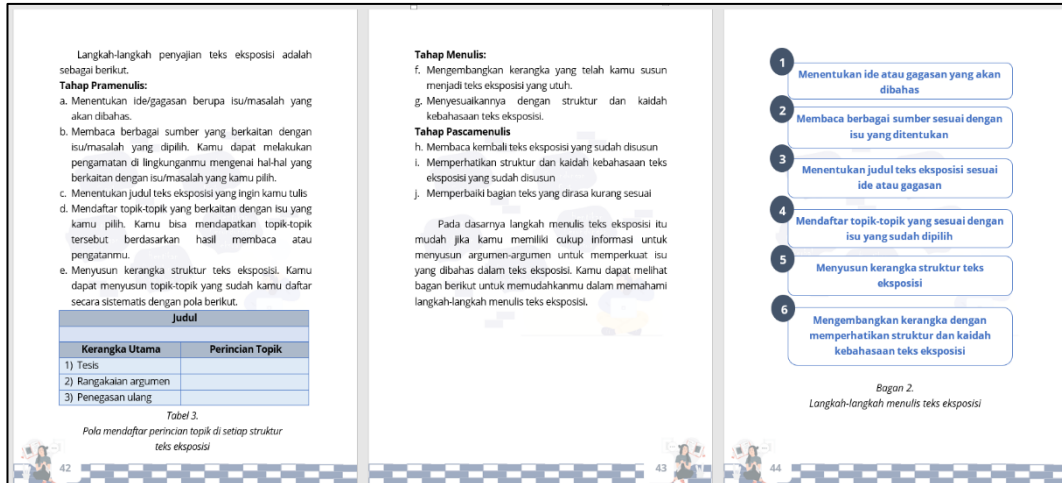 Langkah-langkah penyajian teks eksposisi adalah
sebagai berikut.
Tahap Pramenulis:
a. Menentukan ide/gagasan berupa isu/masalah yang
akan dibahas.
b. Membaca berbagai sumber yang berkaitan dengan
isu/masalah yang dipilih. Kamu dapat melakukan
pengamatan di lingkunganmu mengenai hal-hal yang
berkaitan dengan isu/masalah yang kamu pilih.
c. Menentukan judul teks eksposisi yang ingin kamu tulis
d. Mendaftar topik-topik yang berkaitan dengan isu yang
kamu pilih. Kamu bisa mendapatkan topik-topik
tersebut berdasarkan hasil membaca atau
pengatanmu.
e. Menyusun kerangka struktur teks eksposisi. Kamu
dapat menyusun topik-topik yang sudah kamu daftar
secara sistematis dengan pola berikut.
Judul
Kerangka Utama Perincian Topik
1) Tesis
2) Rangakaian argumen
3) Penegasan ulang
Tabel 3.
Pola mendaftar perincian topik di setiap struktur
teks eksposisi
42
Tahap Menulis:
f. Mengembangkan kerangka yang telah kamu susun
menjadi teks eksposisi yang utuh.
g. Menyesuaikannya dengan struktur dan kaidah
kebahasaan teks eksposisi.
Tahap Pascamenulis
h. Membaca kembali teks eksposisi yang sudah disusun
i. Memperhatikan struktur dan kaidah kebahasaan teks
eksposisi yang sudah disusun
j. Memperbaiki bagian teks yang dirasa kurang sesuai
Pada dasarnya langkah menulis teks eksposisi itu
mudah jika kamu memiliki cukup informasi untuk
menyusun argumen-argumen untuk memperkuat isu
yang dibahas dalam teks eksposisi. Kamu dapat melihat
bagan berikut untuk memudahkanmu dalam memahami
langkah-langkah menulis teks eksposisi.
43
1
Menentukan ide atau gagasan yang akan
dibahas
2
Membaca berbagai sumber sesuai dengan
isu yang ditentukan
3
Menentukan judul teks eksposisi sesuai
ide atau gagasan
4
Mendaftar topik-topik yang sesuai dengan
isu yang sudah dipilih
5
Menyusun kerangka struktur teks
eksposisi
6
Mengembangkan kerangka dengan
memperhatikan struktur dan kaidah
kebahasaan teks eksposisi
Bagan 2.
Langkah-langkah menulis teks eksposisi
44